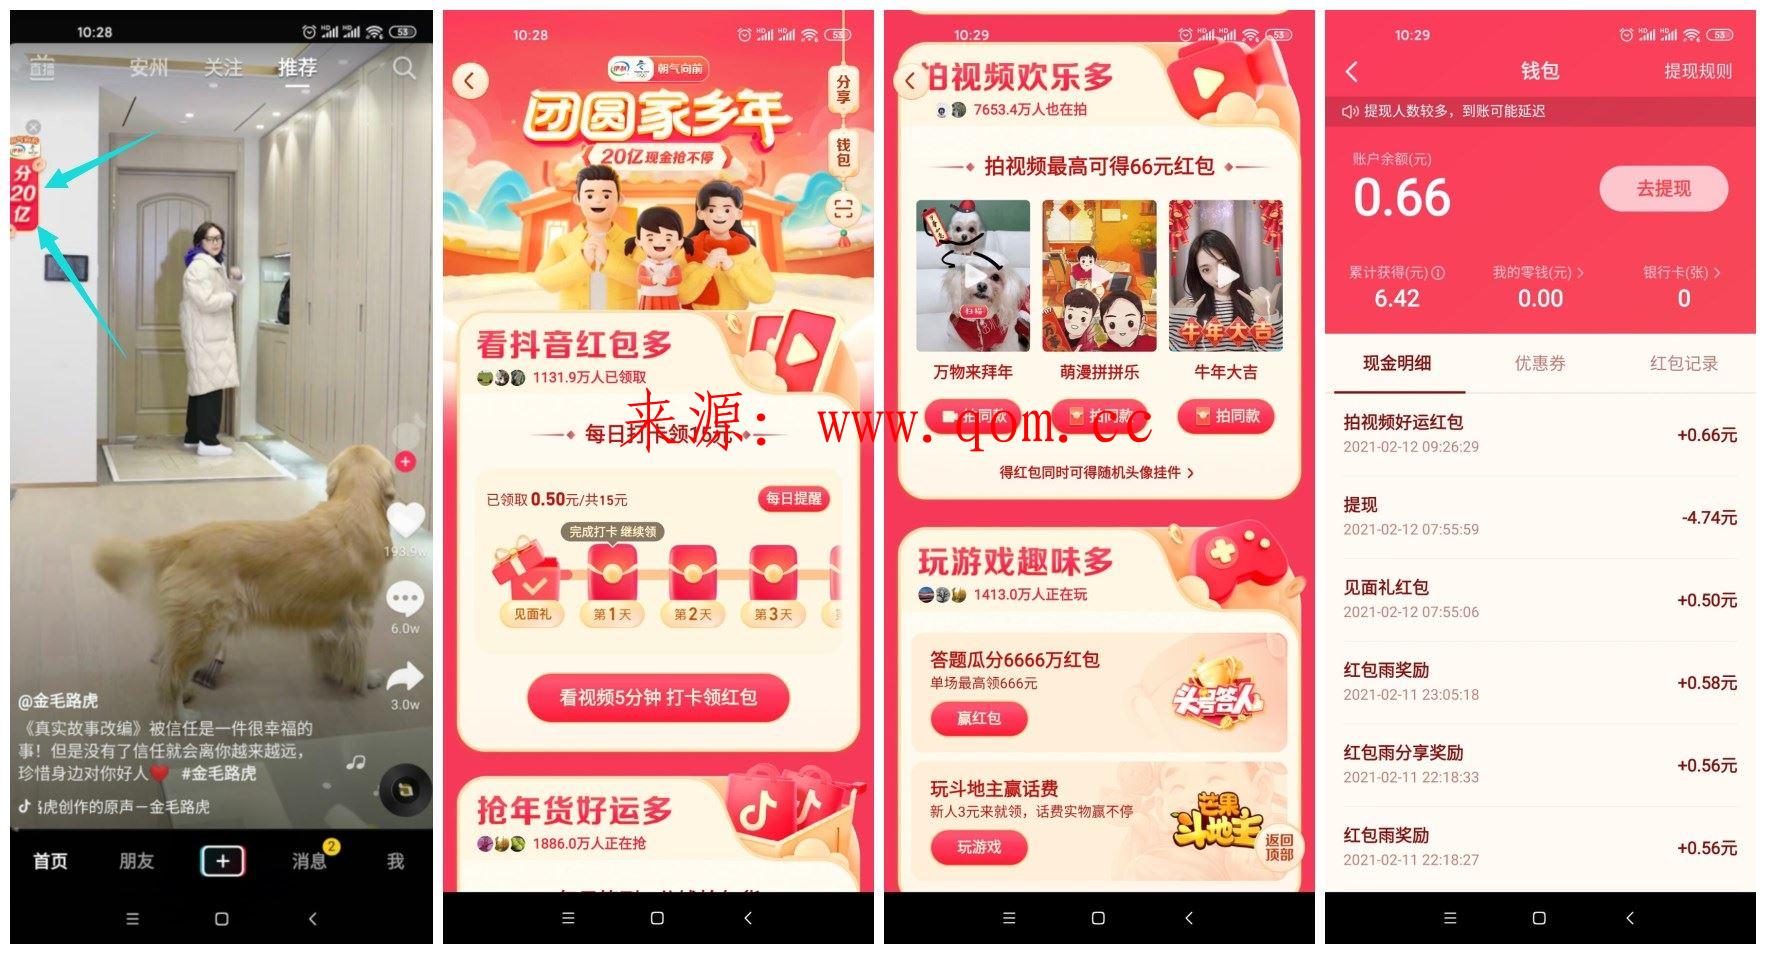 10:28
53
直播
安州
关注
推荐
分
20
亿
193.9w
6.0w
3.0w
@金毛路虎
《真实故事改编》被信任是一件很幸福的
事！但是没有了信任就会离你越来越远，
珍惜身边对你好人❤ #金毛路虎
路虎创作的原声－金毛路虎
首页
朋友
消息
2
我
10:28
53
伊利
朝气向前
分享
钱包
团圆家乡年
20亿现金抢不停
看抖音红包多
1131.9万人已领取
每日打卡领15元
已领取 0.50元/共15元
每日提醒
完成打卡 继续领
见面礼
第1天
第2天
第3天
看视频5分钟 打卡领红包
抢年货好运多
1886.0万人正在抢
10:29
53
拍视频欢乐多
7653.4万人也在拍
拍视频最高可得66元红包
扫福
牛年大吉
万物来拜年
萌漫拼拼乐
牛年大吉
拍同款
拍同款
拍同款
得红包同时可得随机头像挂件 >
玩游戏趣味多
1413.0万人正在玩
答题瓜分6666万红包
单场最高领666元
赢红包
头号答人
玩斗地主赢话费
新人3元来就领，话费实物赢不停
玩游戏
芒果
斗地主
返回
顶部
10:29
53
钱包
提现规则
提现人数较多，到账可能延迟
账户余额(元)
0.66
去提现
累计获得(元)
我的零钱(元) >
银行卡(张) >
6.42
0.00
0
现金明细
优惠券
红包记录
拍视频好运红包
2021-02-12 09:26:29
+0.66元
提现
2021-02-12 07:55:59
-4.74元
见面礼红包
2021-02-12 07:55:06
+0.50元
红包雨奖励
2021-02-11 23:05:18
+0.58元
红包雨分享奖励
2021-02-11 22:18:33
+0.56元
红包雨奖励
2021-02-11 22:18:27
+0.56元
来源：www.qom.cc